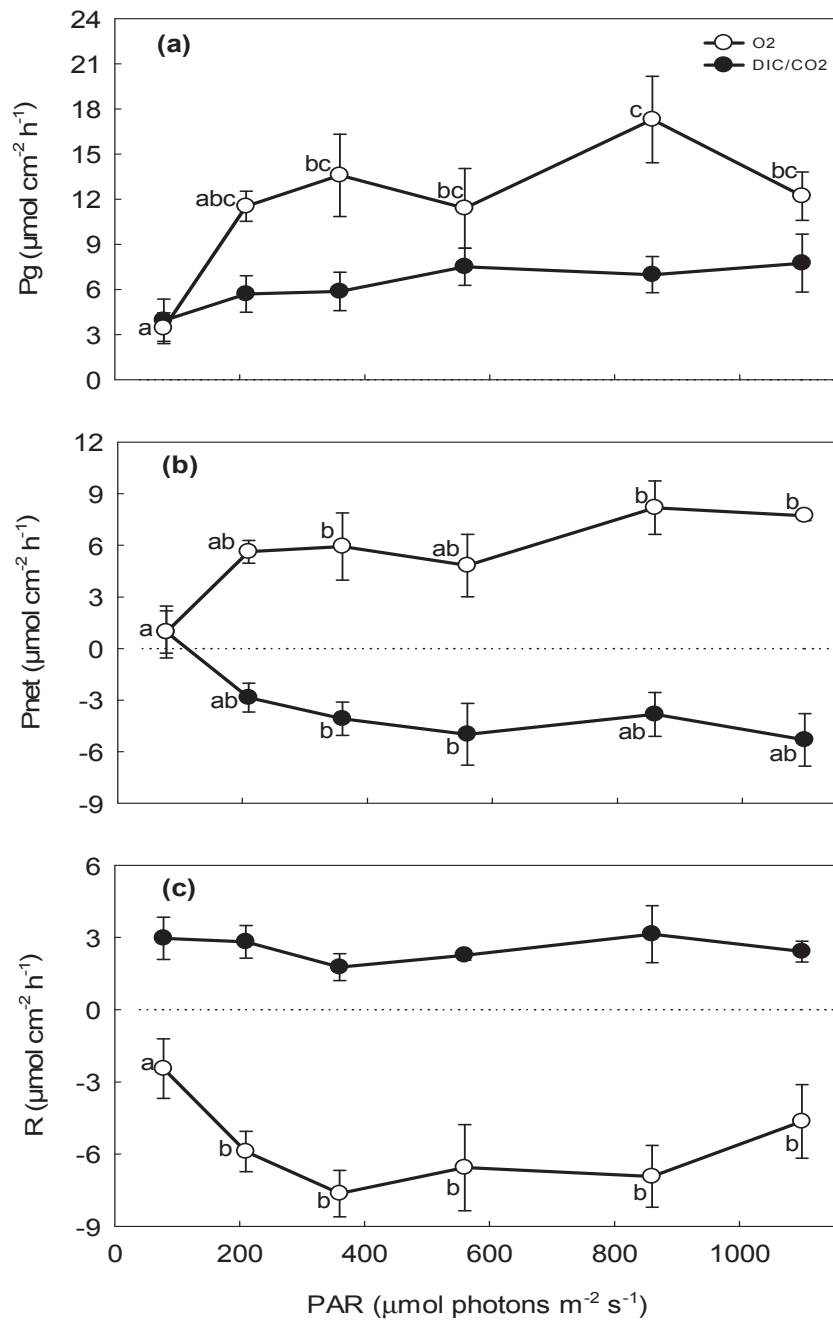 24
(a)
O2
21
DIC/CO2
18
c
15
bc
bc
bc
12
abc
9
6
3
a
0
Pg (µmol cm⁻² h⁻¹)
12
(b)
9
b
b
ab
b
ab
6
3
a
0
-3
ab
b
b
ab
ab
-6
-9
Pnet (µmol cm⁻² h⁻¹)
6
(c)
3
0
a
-3
b
b
b
b
b
-6
-9
R (µmol cm⁻² h⁻¹)
0 200 400 600 800 1000
PAR (µmol photons m⁻² s⁻¹)